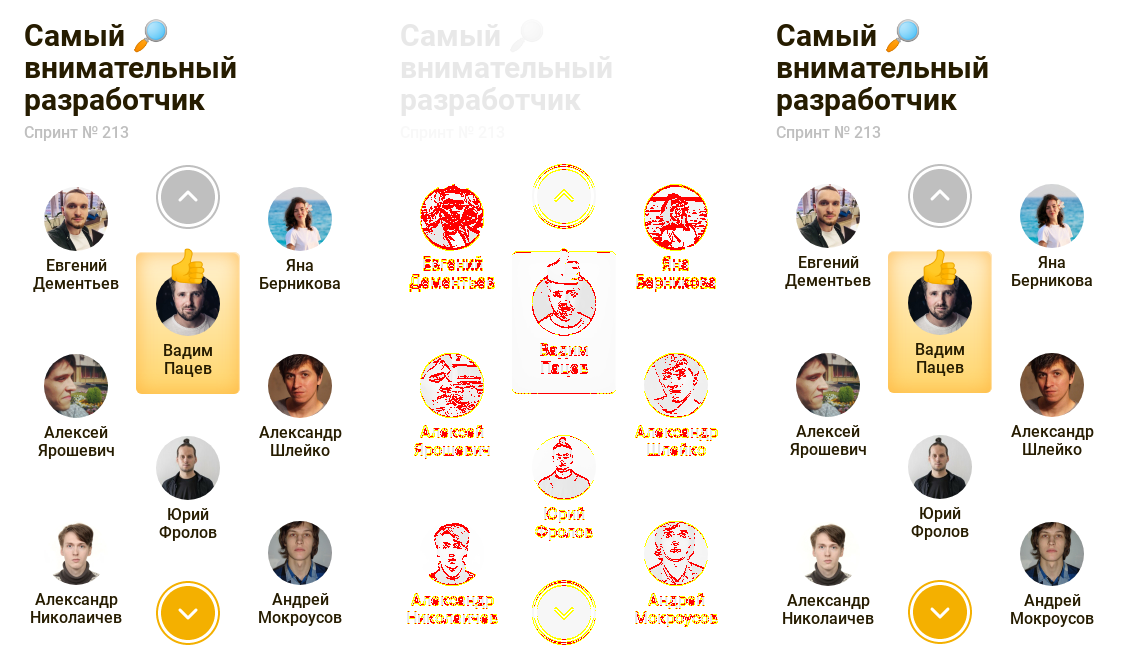 Самый 🔎
внимательный
разработчик
Спринт № 213
Евгений
Дементьев
Яна
Берникова
Вадим
Пацев
Алексей
Ярошевич
Александр
Шлейко
Юрий
Фролов
Александр
Николаичев
Андрей
Мокроусов
Самый 🔎
внимательный
разработчик
Спринт № 213
Евгений
Дементьев
Яна
Берникова
Вадим
Пацев
Алексей
Ярошевич
Александр
Шлейко
Юрий
Фролов
Александр
Николаичев
Андрей
Мокроусов
Самый 🔎
внимательный
разработчик
Спринт № 213
Евгений
Дементьев
Яна
Берникова
Вадим
Пацев
Алексей
Ярошевич
Александр
Шлейко
Юрий
Фролов
Александр
Николаичев
Андрей
Мокроусов